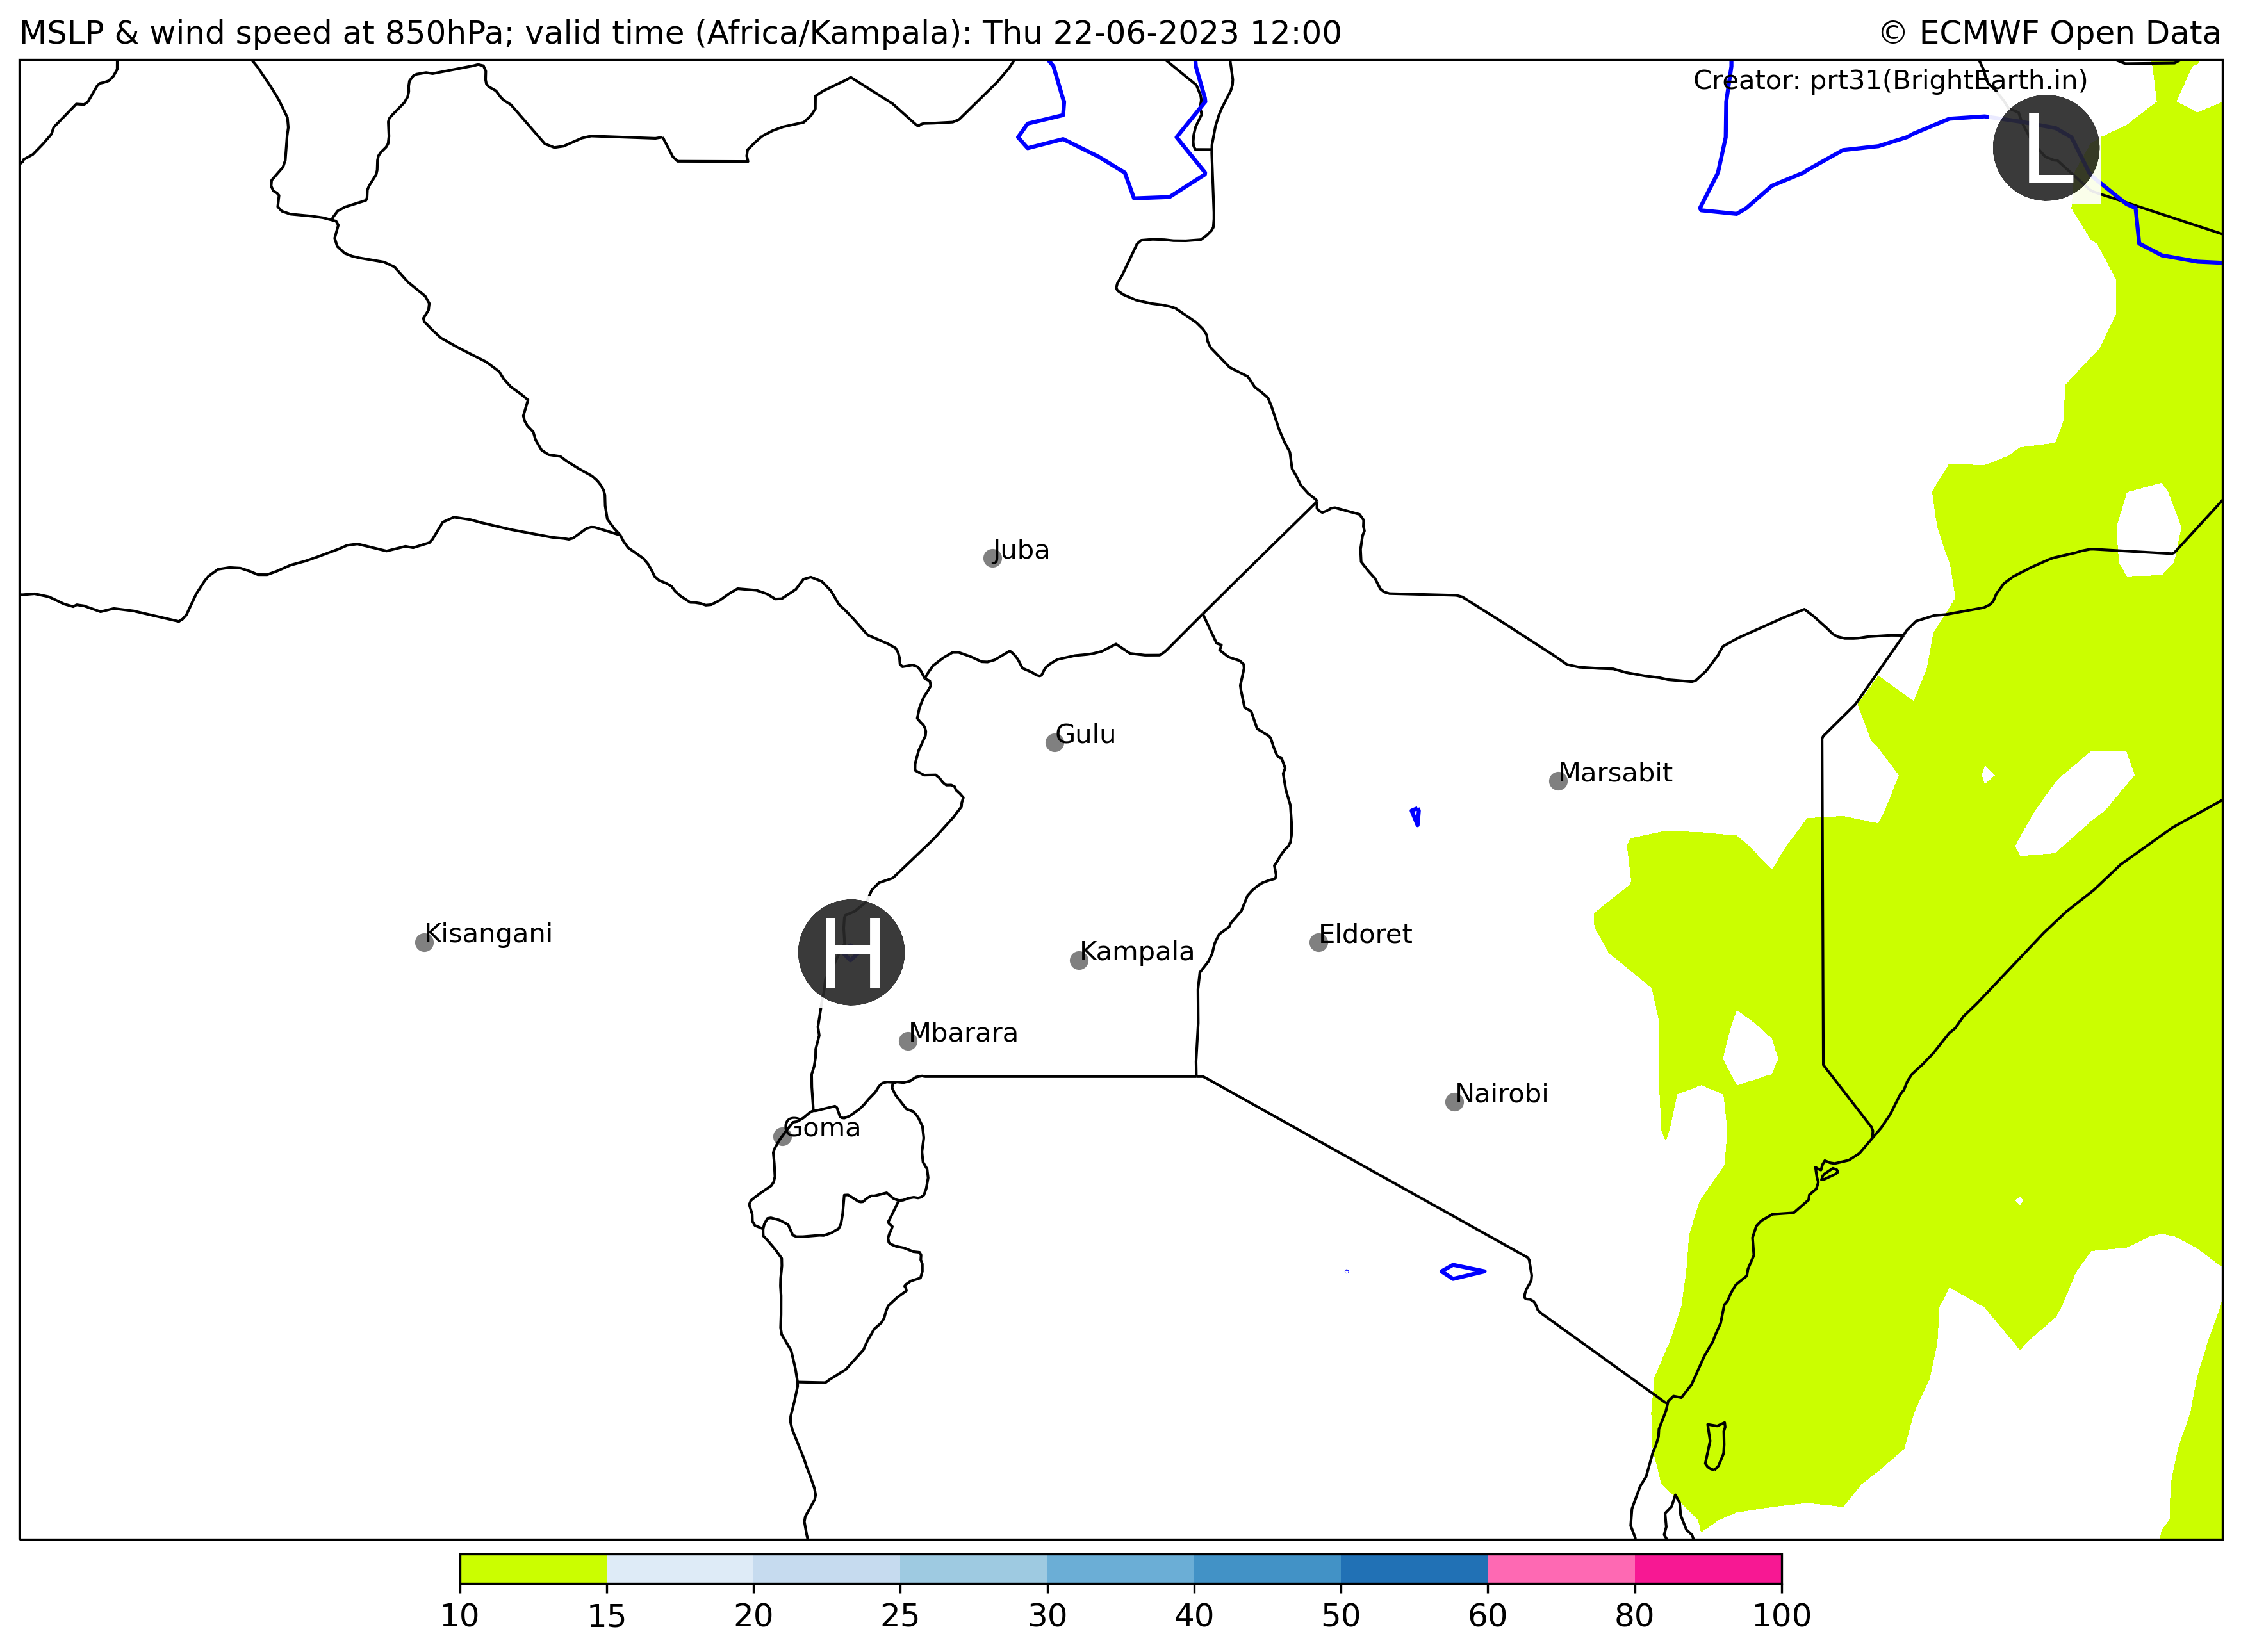 MSLP & wind speed at 850hPa; valid time (Africa/Kampala): Thu 22-06-2023 12:00
© ECMWF Open Data
Creator: prt31(BrightEarth.in)
L
Juba
Gulu
Marsabit
Kisangani
H
Kampala
Eldoret
Mbarara
Nairobi
Goma
10 15 20 25 30 40 50 60 80 100